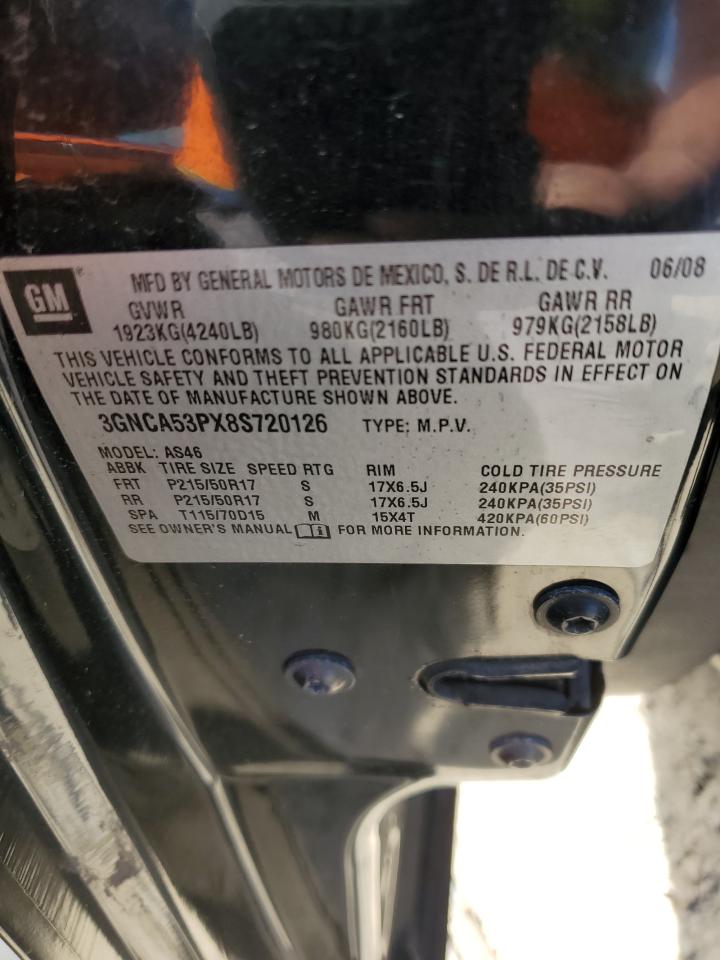 GM ® MFD BY GENERAL MOTORS DE MEXICO, S. DE R.L. DE C.V. 06/08
GVWR GAWR FRT GAWR RR
1923KG(4240LB) 980KG(2160LB) 979KG(2158LB)
THIS VEHICLE CONFORMS TO ALL APPLICABLE U.S. FEDERAL MOTOR
VEHICLE SAFETY AND THEFT PREVENTION STANDARDS IN EFFECT ON
THE DATE OF MANUFACTURE SHOWN ABOVE.
3GNCA53PX8S720126 TYPE: M.P.V.
MODEL: AS46
ABBK TIRE SIZE SPEED RTG RIM COLD TIRE PRESSURE
FRT P215/50R17 S 17X6.5J 240KPA(35PSI)
RR P215/50R17 S 17X6.5J 240KPA(35PSI)
SPA T115/70D15 M 15X4T 420KPA(60PSI)
SEE OWNER'S MANUAL FOR MORE INFORMATION.